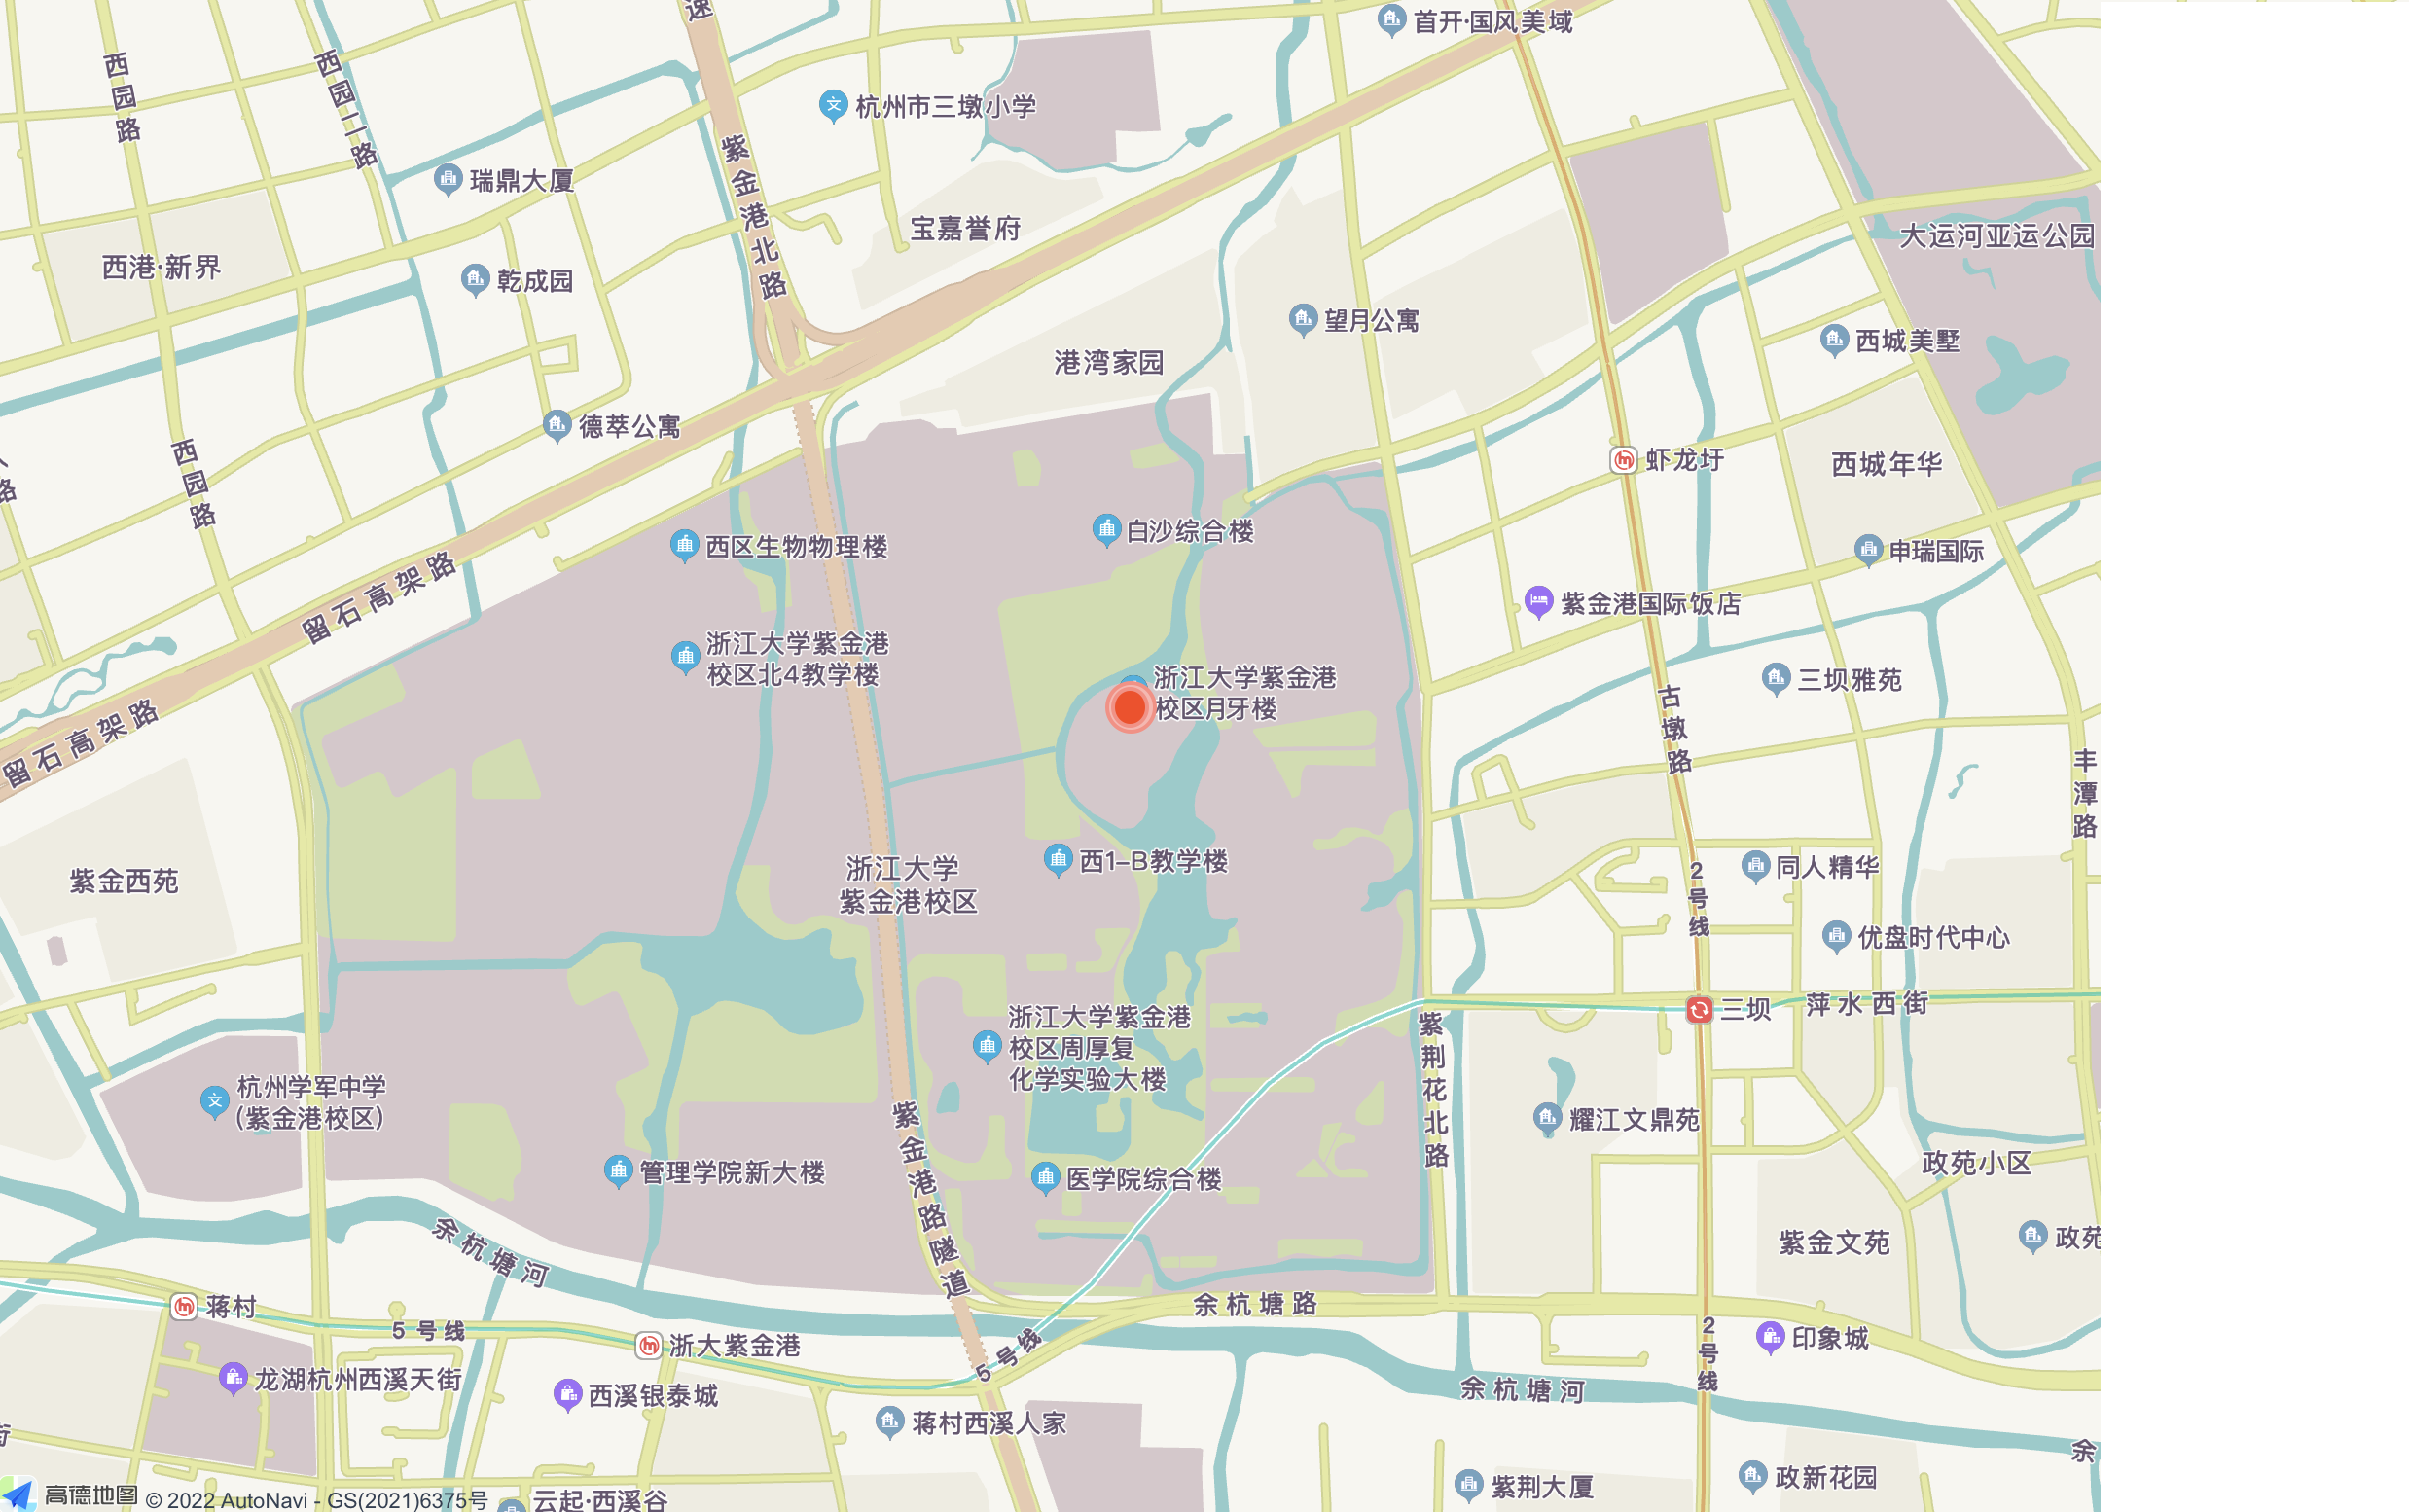 速
首开·国风美域
西园路
西园二路
杭州市三墩小学
紫金港北路
瑞鼎大厦
宝嘉誉府
大运河亚运公园
西港·新界
乾成园
望月公寓
西城美墅
港湾家园
德萃公寓
西园路
虾龙圩
西城年华
路
白沙综合楼
西区生物物理楼
申瑞国际
留石高架路
紫金港国际饭店
浙江大学紫金港
校区北4教学楼
浙江大学紫金港
校区月牙楼
三坝雅苑
古墩路
留石高架路
丰潭路
浙江大学
紫金港校区
西1-B教学楼
同人精华
2号线
紫金西苑
优盘时代中心
三坝
萍水西街
浙江大学紫金港
校区周厚复
化学实验大楼
紫荆花北路
杭州学军中学
(紫金港校区)
耀江文鼎苑
紫金港路隧道
管理学院新大楼
医学院综合楼
政苑小区
余杭塘河
紫金文苑
政苑
蒋村
余杭塘路
5号线
浙大紫金港
5号线
2号线
印象城
龙湖杭州西溪天街
西溪银泰城
余杭塘河
蒋村西溪人家
街
余
紫荆大厦
政新花园
高德地图
© 2022 AutoNavi - GS(2021)6375号
云起·西溪谷